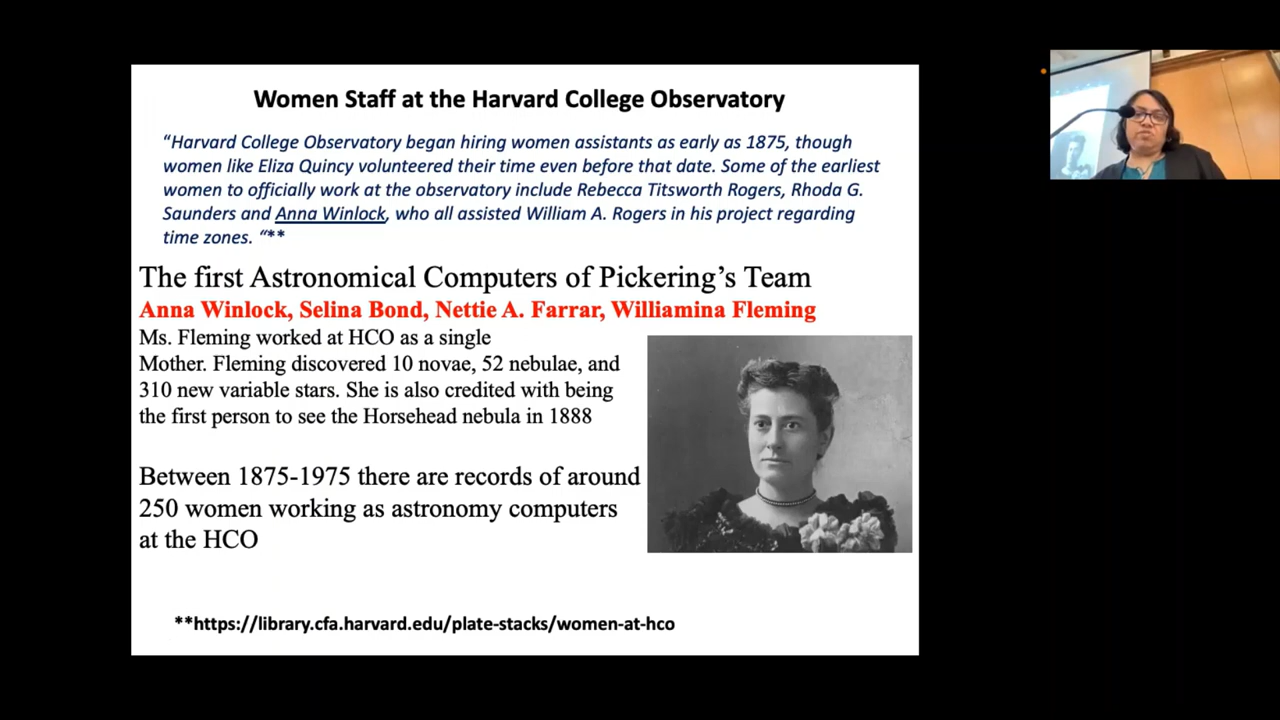 Women Staff at the Harvard College Observatory
“Harvard College Observatory began hiring women assistants as early as 1875, though
women like Eliza Quincy volunteered their time even before that date. Some of the earliest
women to officially work at the observatory include Rebecca Titsworth Rogers, Rhoda G.
Saunders and Anna Winlock, who all assisted William A. Rogers in his project regarding
time zones. “**
The first Astronomical Computers of Pickering’s Team
Anna Winlock, Selina Bond, Nettie A. Farrar, Williamina Fleming
Ms. Fleming worked at HCO as a single
Mother. Fleming discovered 10 novae, 52 nebulae, and
310 new variable stars. She is also credited with being
the first person to see the Horsehead nebula in 1888
Between 1875-1975 there are records of around
250 women working as astronomy computers
at the HCO
**https://library.cfa.harvard.edu/plate-stacks/women-at-hco